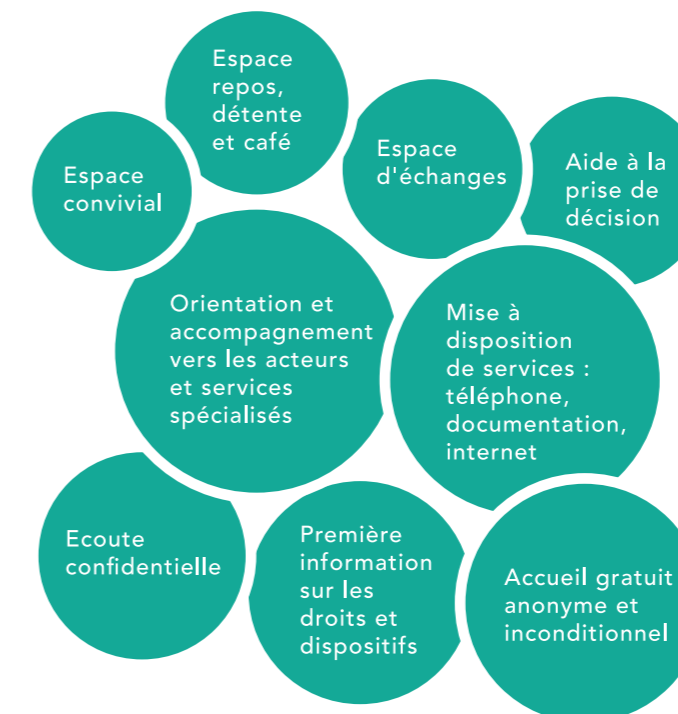 Espace
repos,
détente
et café
Espace
convivial
Espace
d'échanges
Aide à la
prise de
décision
Orientation et
accompagnement
vers les acteurs
et services
spécialisés
Mise à
disposition
de services :
téléphone,
documentation,
internet
Ecoute
confidentielle
Première
information
sur les
droits et
dispositifs
Accueil gratuit
anonyme et
inconditionnel